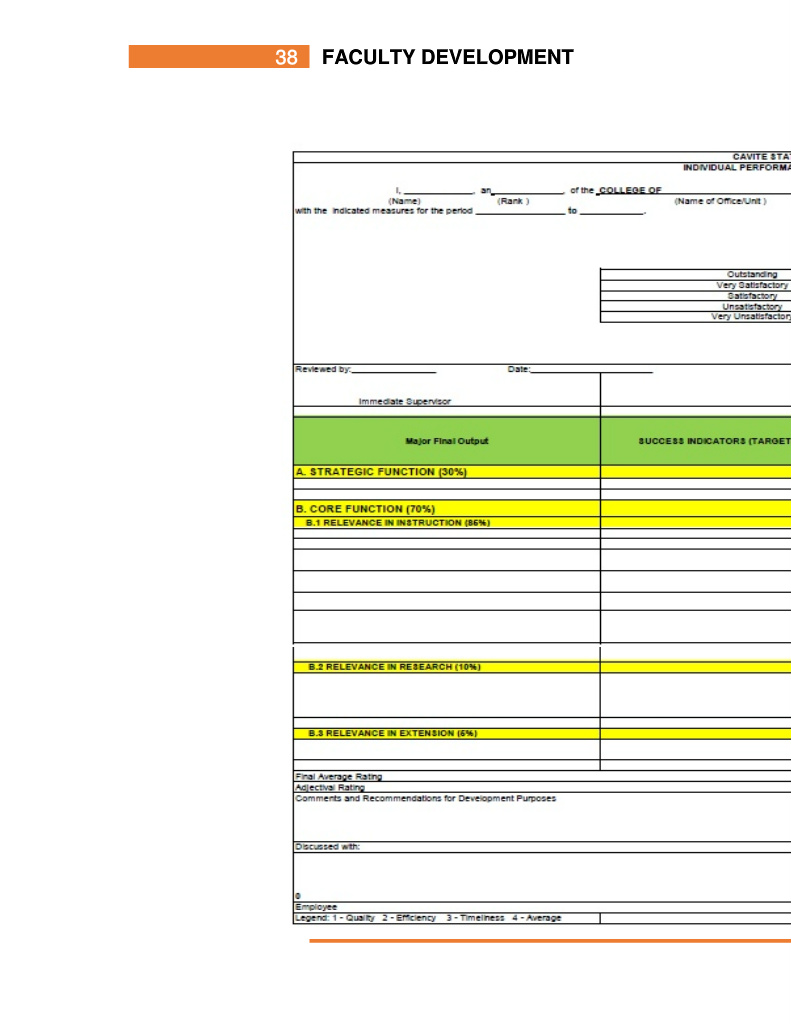 38 FACULTY DEVELOPMENT
CAVITE STAT
INDIVIDUAL PERFORMA
I, ____________, an____________, of the COLLEGE OF
(Name) (Rank ) (Name of Office/Unit )
with the indicated measures for the period ______________ to __________.
Outstanding
Very Satisfactory
Satisfactory
Unsatisfactory
Very Unsatisfactory
Reviewed by:______________ Date:____________________
Immediate Supervisor
Major Final Output SUCCESS INDICATORS (TARGET
A. STRATEGIC FUNCTION (30%)
B. CORE FUNCTION (70%)
B.1 RELEVANCE IN INSTRUCTION (85%)
B.2 RELEVANCE IN RESEARCH (10%)
B.3 RELEVANCE IN EXTENSION (5%)
Final Average Rating
Adjectival Rating
Comments and Recommendations for Development Purposes
Discussed with:
0
Employee
Legend: 1 - Quality 2 - Efficiency 3 - Timeliness 4 - Average